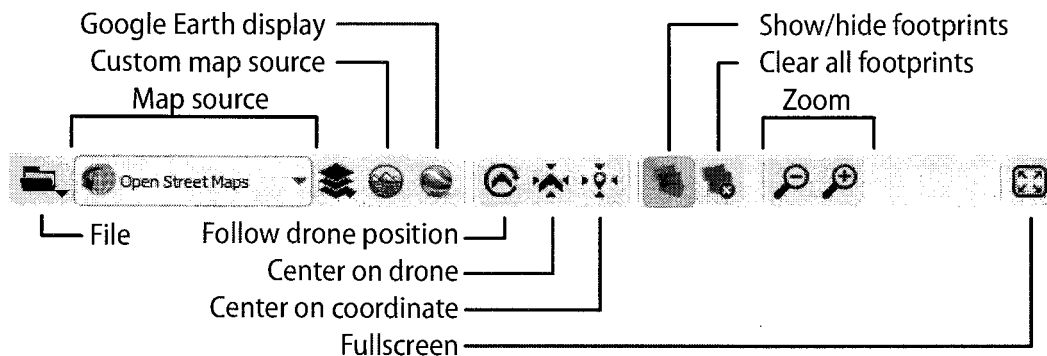 Google Earth display
Custom map source
Map source
Show/hide footprints
Clear all footprints
Zoom
Open Street Maps
File
Follow drone position
Center on drone
Center on coordinate
Fullscreen